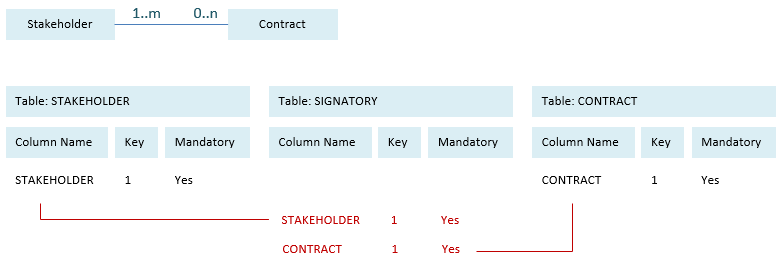 1..m 0..n
Stakeholder Contract
Table: STAKEHOLDER Table: SIGNATORY Table: CONTRACT
Column Name Key Mandatory Column Name Key Mandatory Column Name Key Mandatory
STAKEHOLDER 1 Yes CONTRACT 1 Yes
STAKEHOLDER 1 Yes
CONTRACT 1 Yes